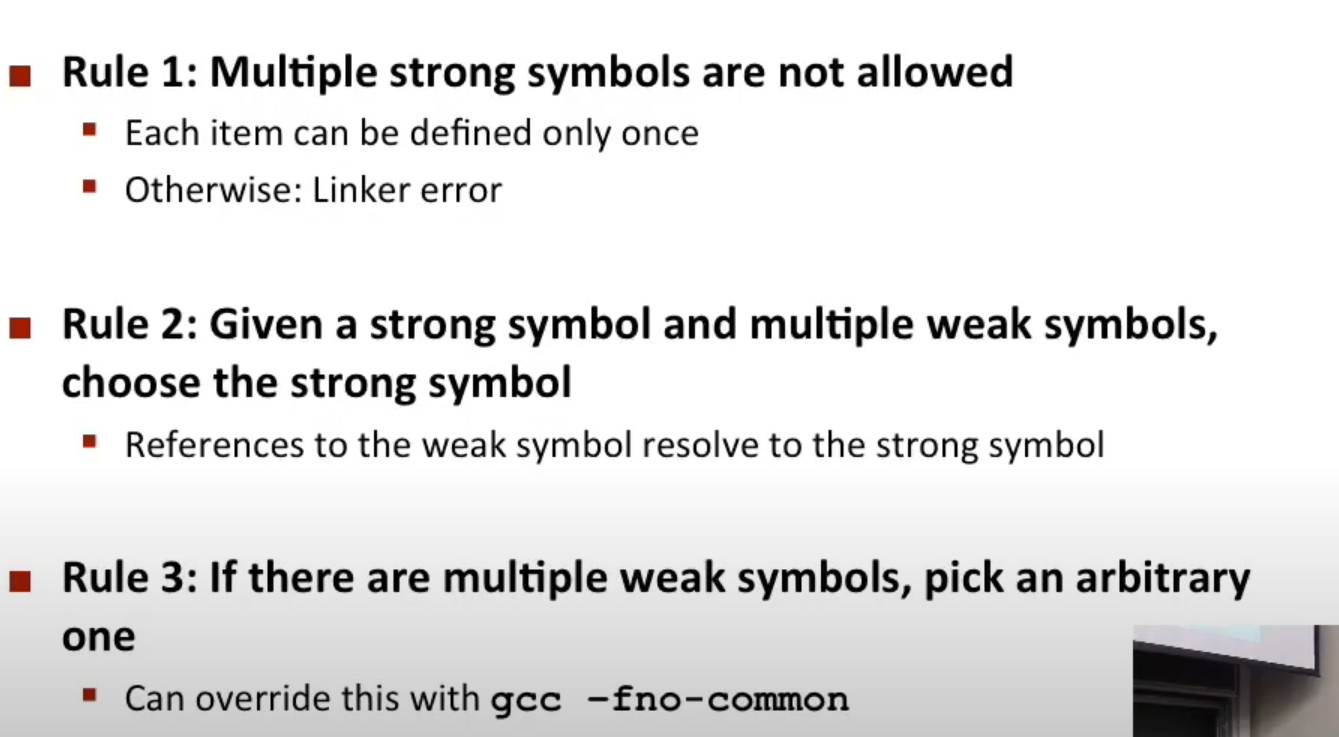 Rule 1: Multiple strong symbols are not allowed
Each item can be defined only once
Otherwise: Linker error
Rule 2: Given a strong symbol and multiple weak symbols,
choose the strong symbol
References to the weak symbol resolve to the strong symbol
Rule 3: If there are multiple weak symbols, pick an arbitrary
one
Can override this with gcc –fno-common